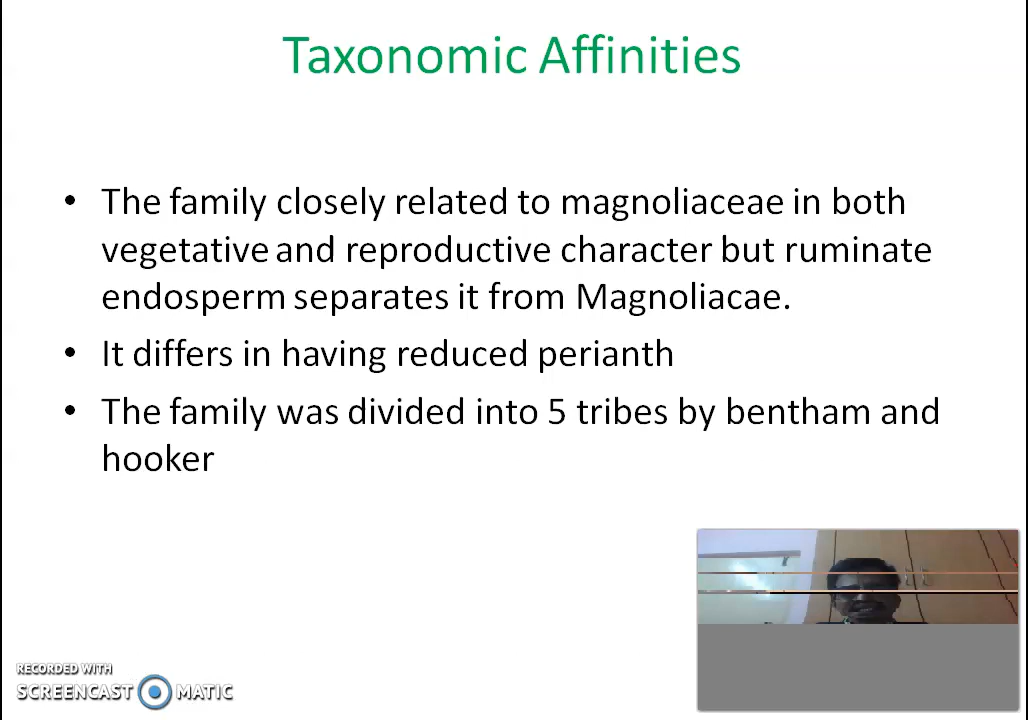 Taxonomic Affinities
• The family closely related to magnoliaceae in both
vegetative and reproductive character but ruminate
endosperm separates it from Magnoliacae.
• It differs in having reduced perianth
• The family was divided into 5 tribes by bentham and
hooker
RECORDED WITH
SCREENCAST MATIC